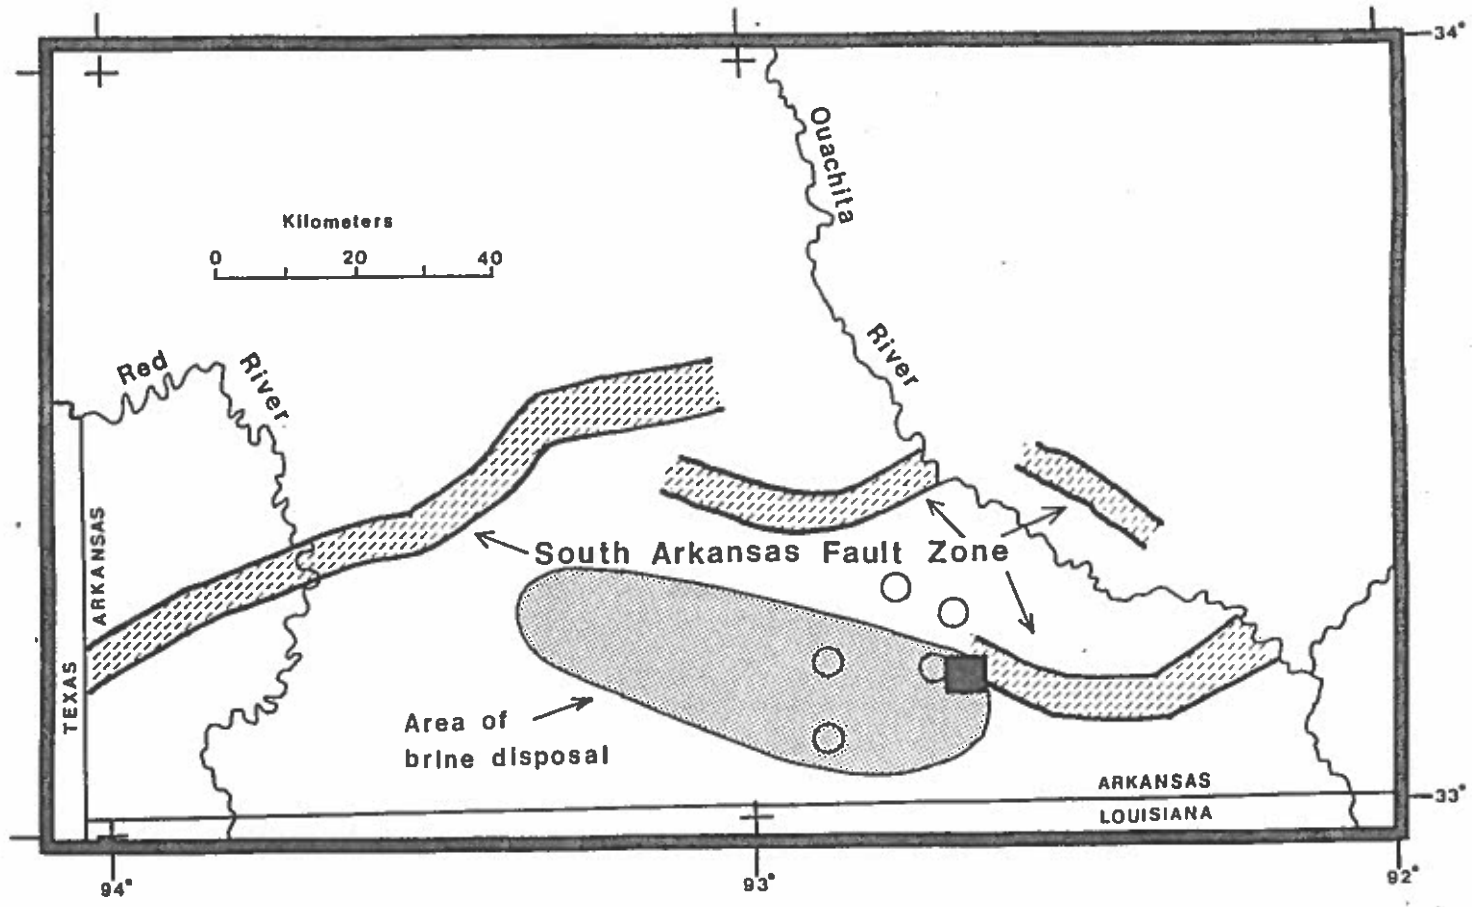 34°
Ouachita
River
Kilometers
0 20 40
Red
River
ARKANSAS
TEXAS
South Arkansas Fault Zone
Area of
brine disposal
ARKANSAS
LOUISIANA
33°
94° 93° 92°